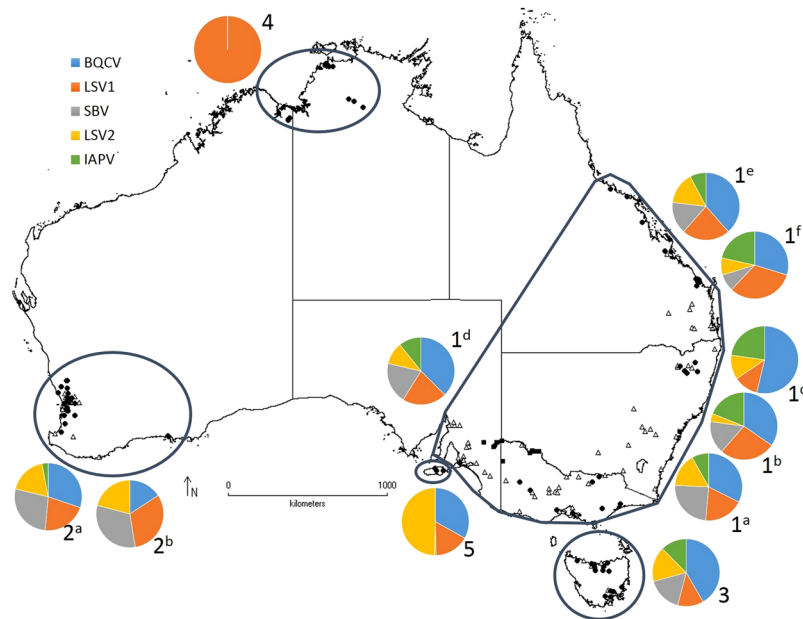 4
BQCV
LSV1
SBV
LSV2
IAPV
1e
1f
1d
1c
1b
1a
2a
2b
N
0
1000
kilometers
5
3